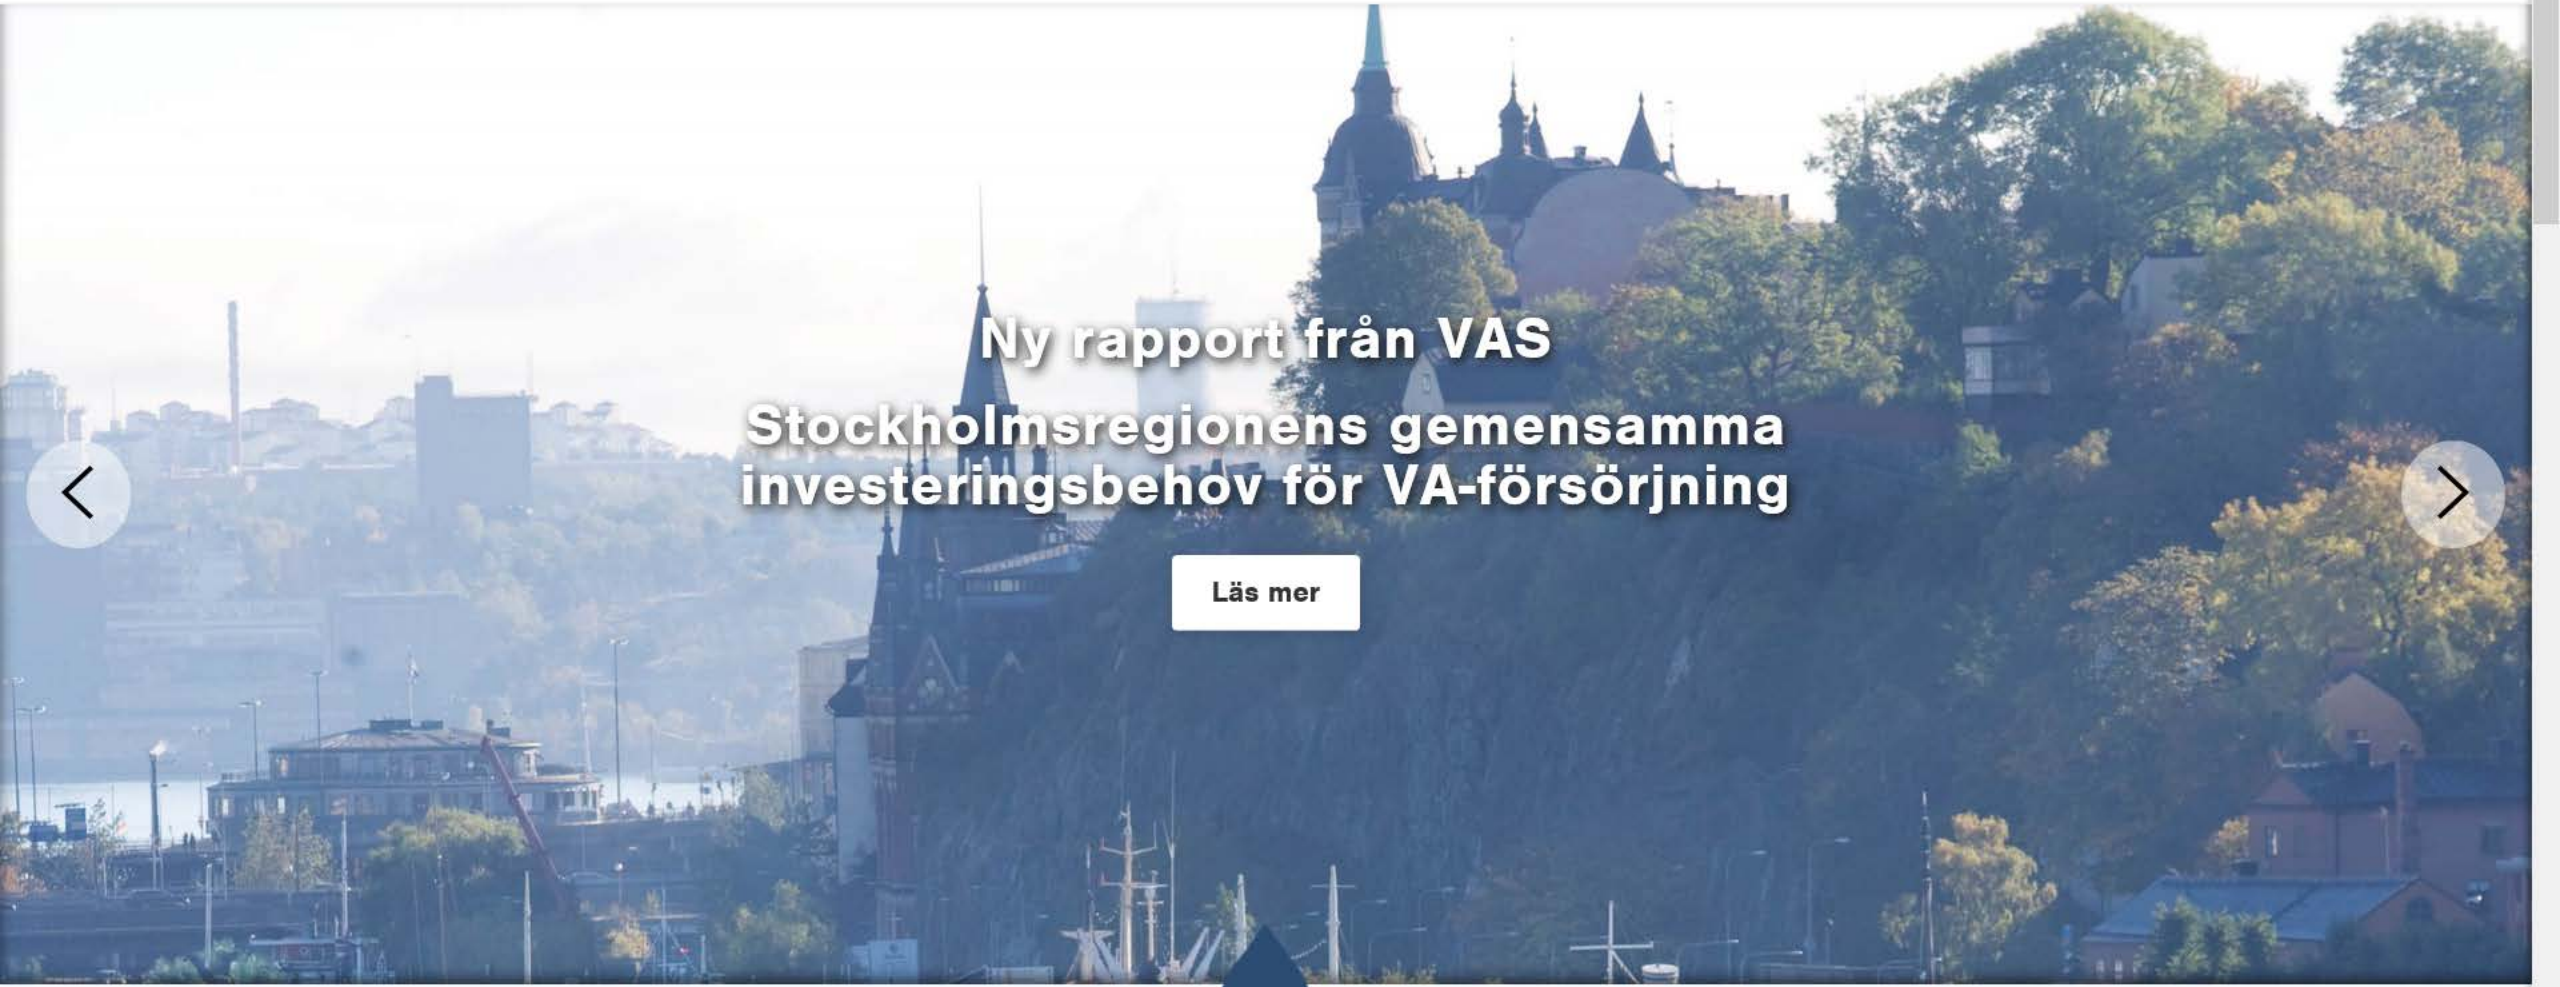 Ny rapport från VAS
Stockholmsregionens gemensamma
investeringsbehov för VA-försörjning
Läs mer